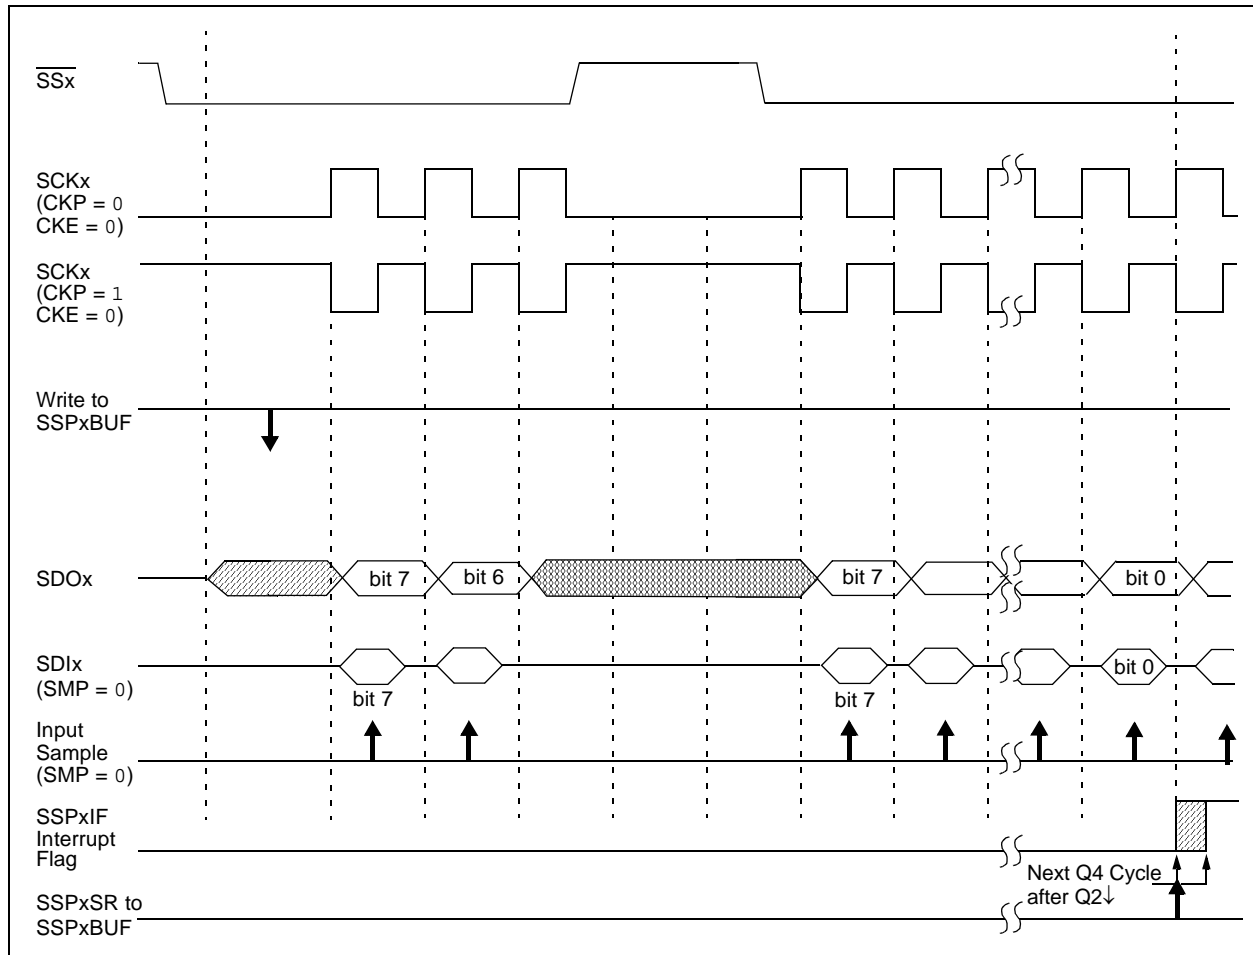 SSx
SCKx
(CKP = 0
CKE = 0)
SCKx
(CKP = 1
CKE = 0)
Write to
SSPxBUF
SDOx
bit 7
bit 6
bit 7
bit 0
SDIx
(SMP = 0)
bit 7
bit 7
bit 0
Input
Sample
(SMP = 0)
SSPxIF
Interrupt
Flag
Next Q4 Cycle
after Q2↓
SSPxSR to
SSPxBUF